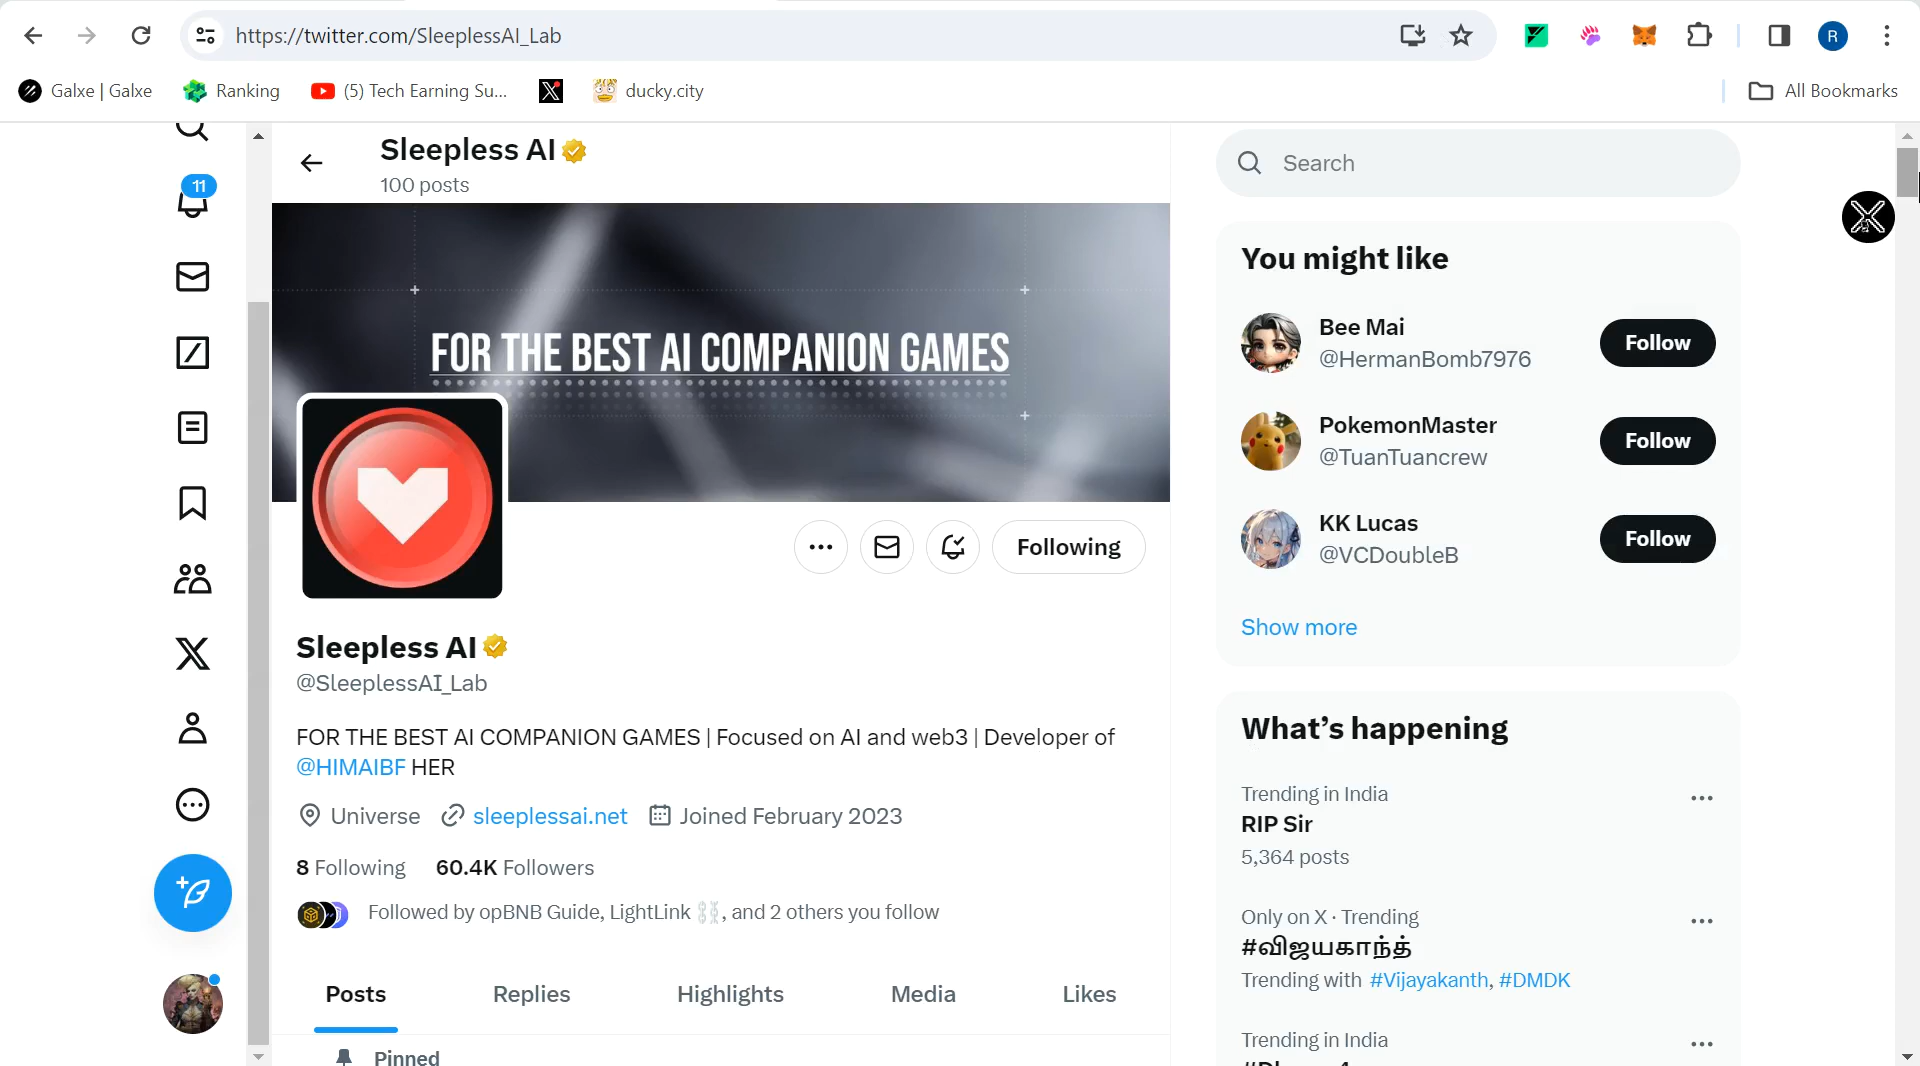 https://twitter.com/SleeplessAI_Lab
R
Galxe | Galxe
Ranking
(5) Tech Earning Su...
ducky.city
All Bookmarks
11
Sleepless AI
100 posts
FOR THE BEST AI COMPANION GAMES
Following
Sleepless AI
@SleeplessAI_Lab
FOR THE BEST AI COMPANION GAMES | Focused on AI and web3 | Developer of
@HIMAIBF HER
Universe sleeplessai.net Joined February 2023
8 Following 60.4K Followers
Followed by opBNB Guide, LightLink ⛓, and 2 others you follow
Posts Replies Highlights Media Likes
Pinned
Search
You might like
Bee Mai
@HermanBomb7976
Follow
PokemonMaster
@TuanTuancrew
Follow
KK Lucas
@VCDoubleB
Follow
Show more
What's happening
Trending in India
RIP Sir
5,364 posts
Only on X · Trending
#விஜயகாந்த்
Trending with #Vijayakanth, #DMDK
Trending in India